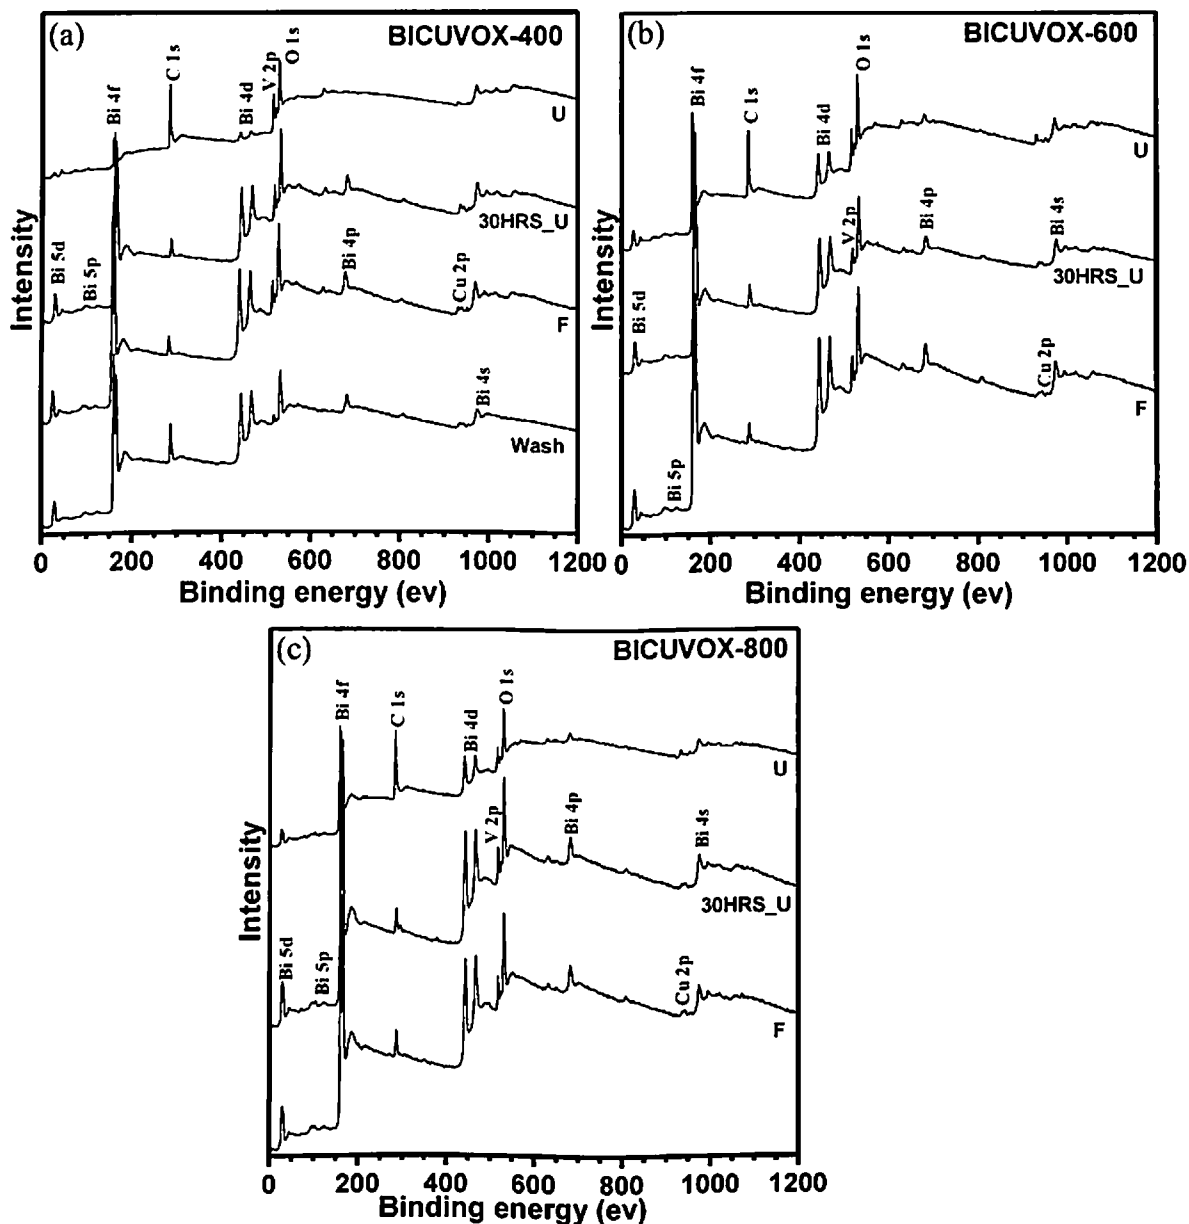 (a)
BICUVOX-400
Bi 4f
C 1s
Bi 4d
V 2p
O 1s
U
30HRS_U
Bi 5d
Bi 5p
Bi 4p
Cu 2p
F
Bi 4s
Wash
Intensity
0 200 400 600 800 1000 1200
Binding energy (ev)
(b)
BICUVOX-600
Bi 4f
C 1s
Bi 4d
O 1s
U
V 2p
Bi 4p
Bi 4s
30HRS_U
Bi 5d
Cu 2p
F
Bi 5p
Intensity
0 200 400 600 800 1000 1200
Binding energy (ev)
(c)
BICUVOX-800
Bi 4f
C 1s
Bi 4d
O 1s
U
V 2p
Bi 4p
Bi 4s
30HRS_U
Bi 5d
Bi 5p
Cu 2p
F
Intensity
0 200 400 600 800 1000 1200
Binding energy (ev)